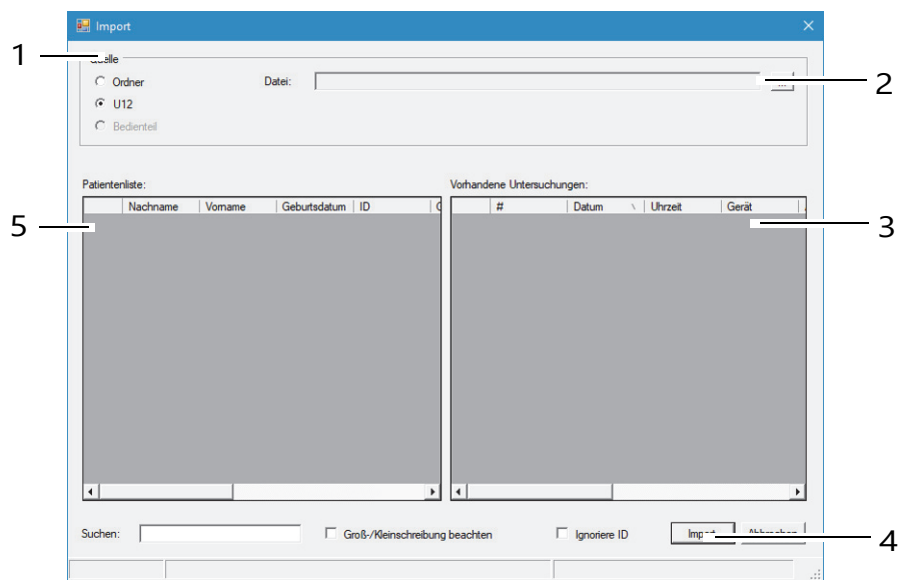 Import
1
Quelle
Ordner
Datei:
...
2
U12
Bedienteil
Patientenliste:
Vorhandene Untersuchungen:
Nachname Vorname Geburtsdatum ID
# Datum Uhrzeit Gerät
5
3
Suchen:
Groß-/Kleinschreibung beachten
Ignoriere ID
Import
Abbrechen
4